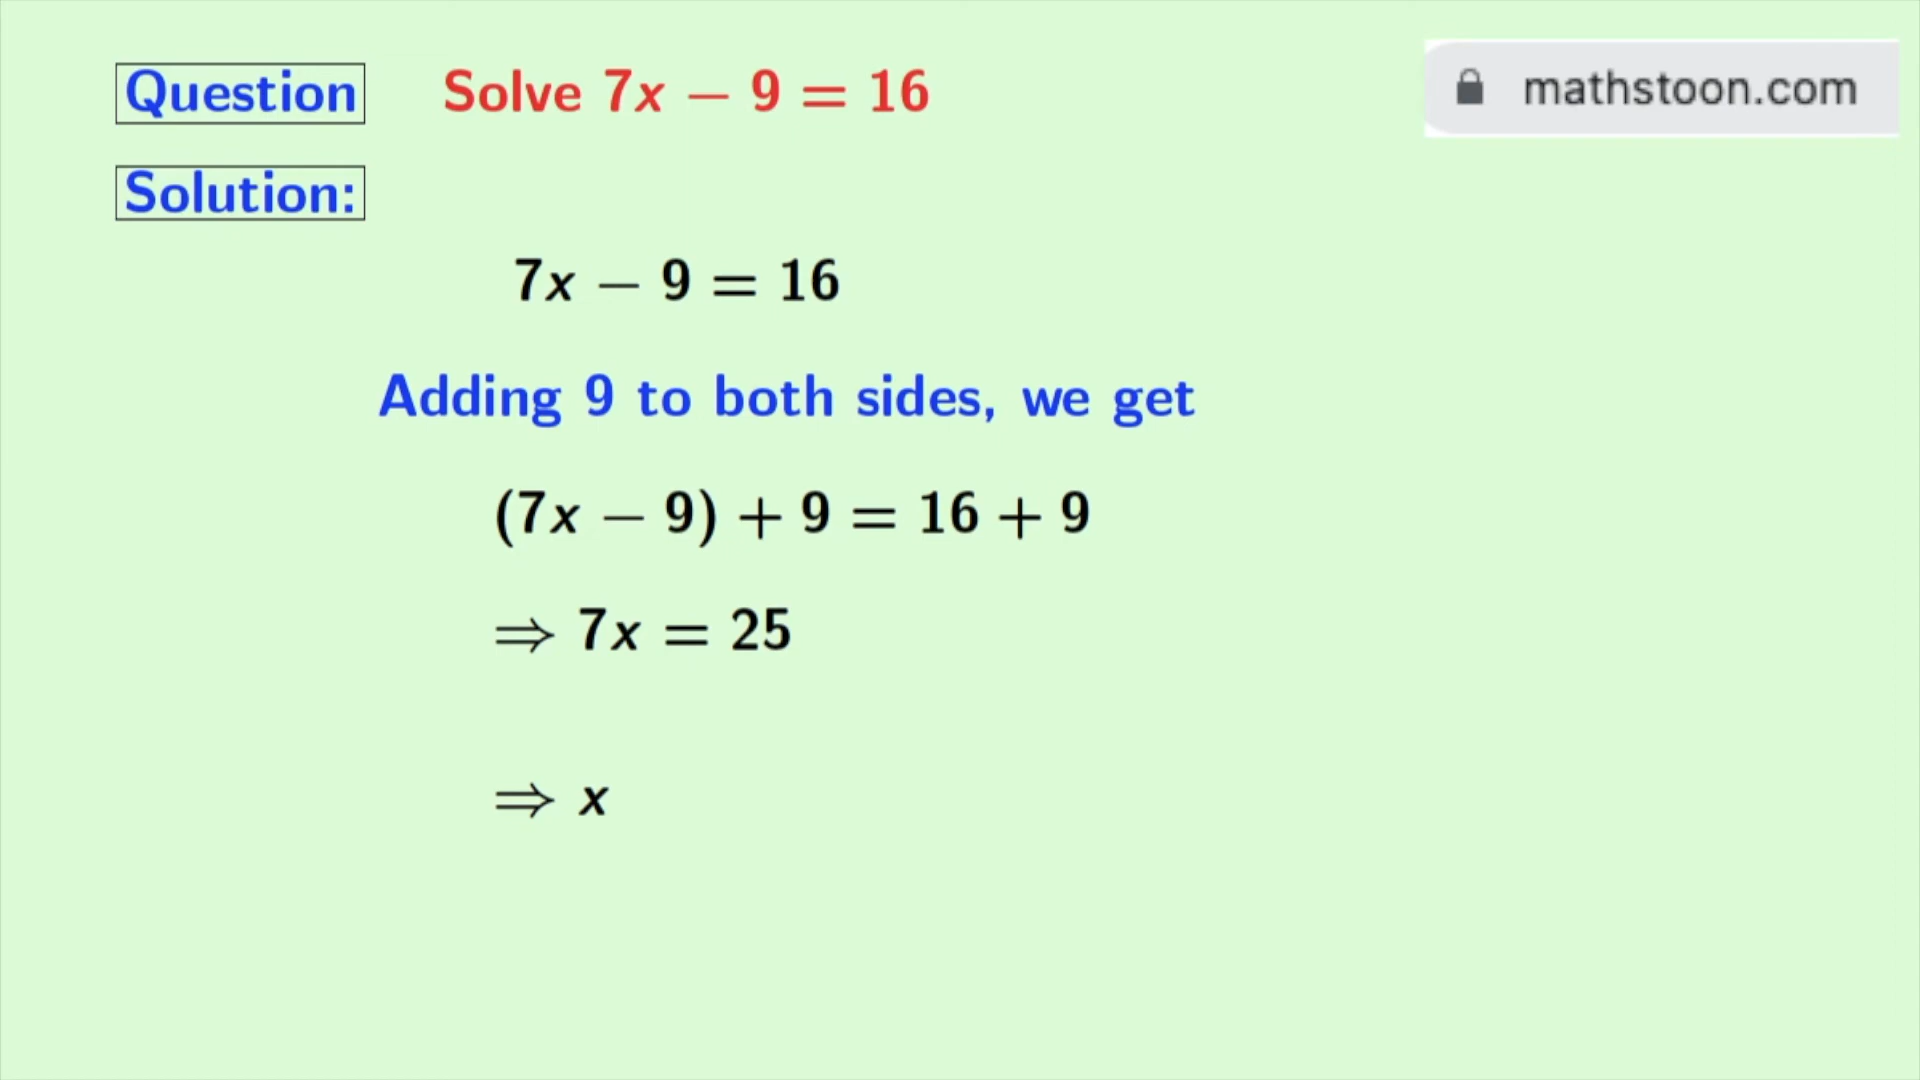 Question Solve 7x − 9 = 16 mathstoon.com
Solution:
7x − 9 = 16
Adding 9 to both sides, we get
(7x − 9) + 9 = 16 + 9
⇒ 7x = 25
⇒ x